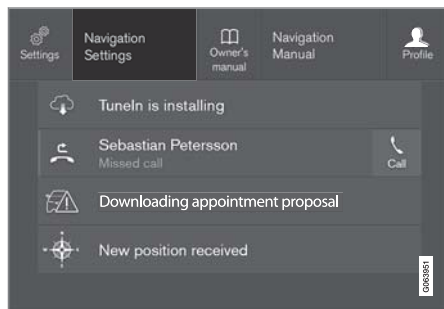 Settings
Navigation
Settings
Owner's
manual
Navigation
Manual
Profile
TuneIn is installing
Sebastian Petersson
Missed call
Call
Downloading appointment proposal
New position received
G063951